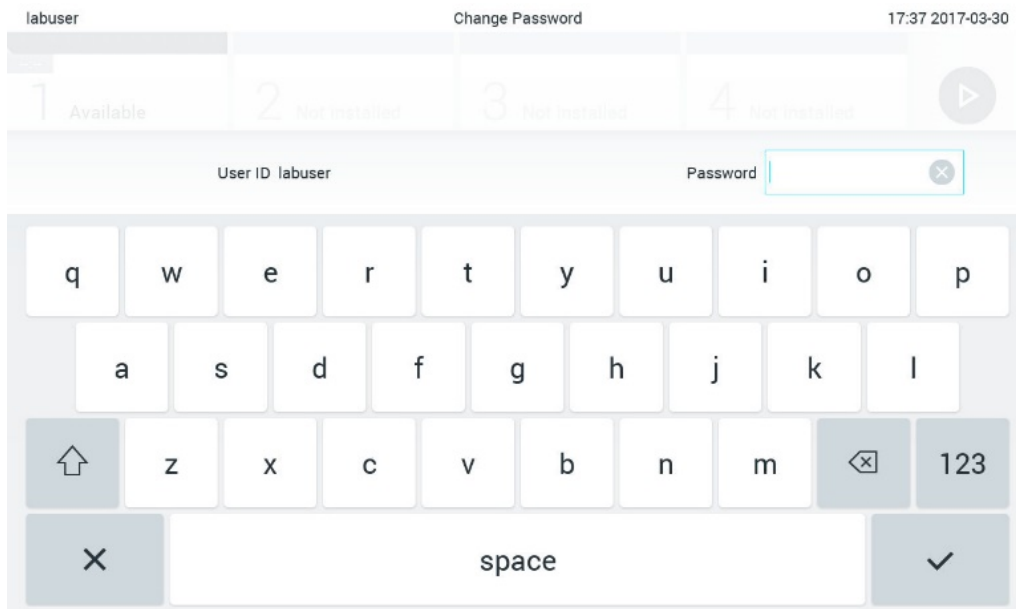 labuser Change Password 17:37 2017-03-30
1 Available 2 Not installed 3 Not installed 4 Not installed
User ID labuser Password
q w e r t y u i o p
a s d f g h j k l
z x c v b n m 123
space